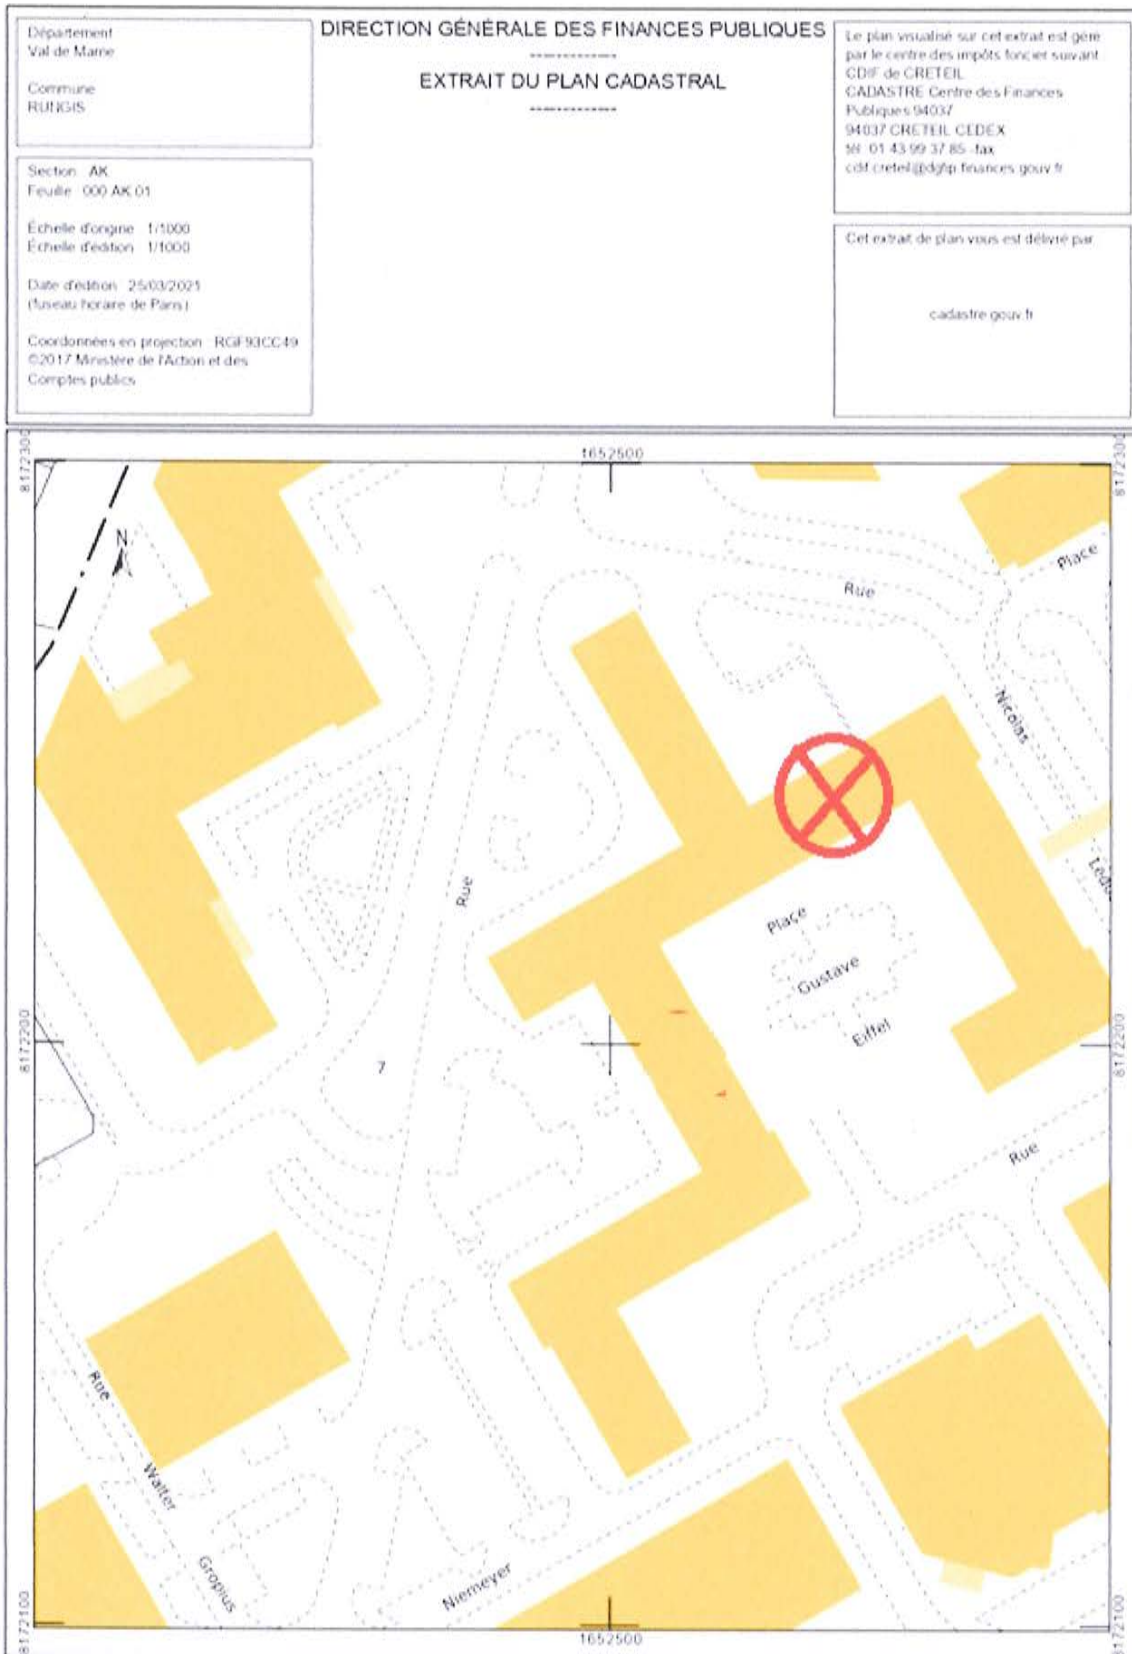 Département
Val de Marne
Commune
RUNGIS
Section : AK
Feuille : 000 AK 01
Échelle d'origine : 1/1000
Échelle d'édition : 1/1000
Date d'édition : 25/03/2021
(fuseau horaire de Paris)
Coordonnées en projection : RGF93CC49
©2017 Ministère de l'Action et des
Comptes publics
DIRECTION GÉNÉRALE DES FINANCES PUBLIQUES
-------------------
EXTRAIT DU PLAN CADASTRAL
-------------------
Le plan visualisé sur cet extrait est géré
par le centre des impôts foncier suivant :
CDIF de CRETEIL
CADASTRE Centre des Finances
Publiques 94037
94037 CRETEIL CEDEX
tél. 01 43 99 37 85 -fax
cdif.creteil@dgfip.finances.gouv.fr
Cet extrait de plan vous est délivré par :
cadastre.gouv.fr
1652500
8172300
8172300
N
Place
Rue
Nicolas
Rue
Ledo
Place
Gustave
Eiffel
8172200
8172200
7
Rue
Rue
Walter
Gropius
Niemeyer
8172100
8172100
1652500